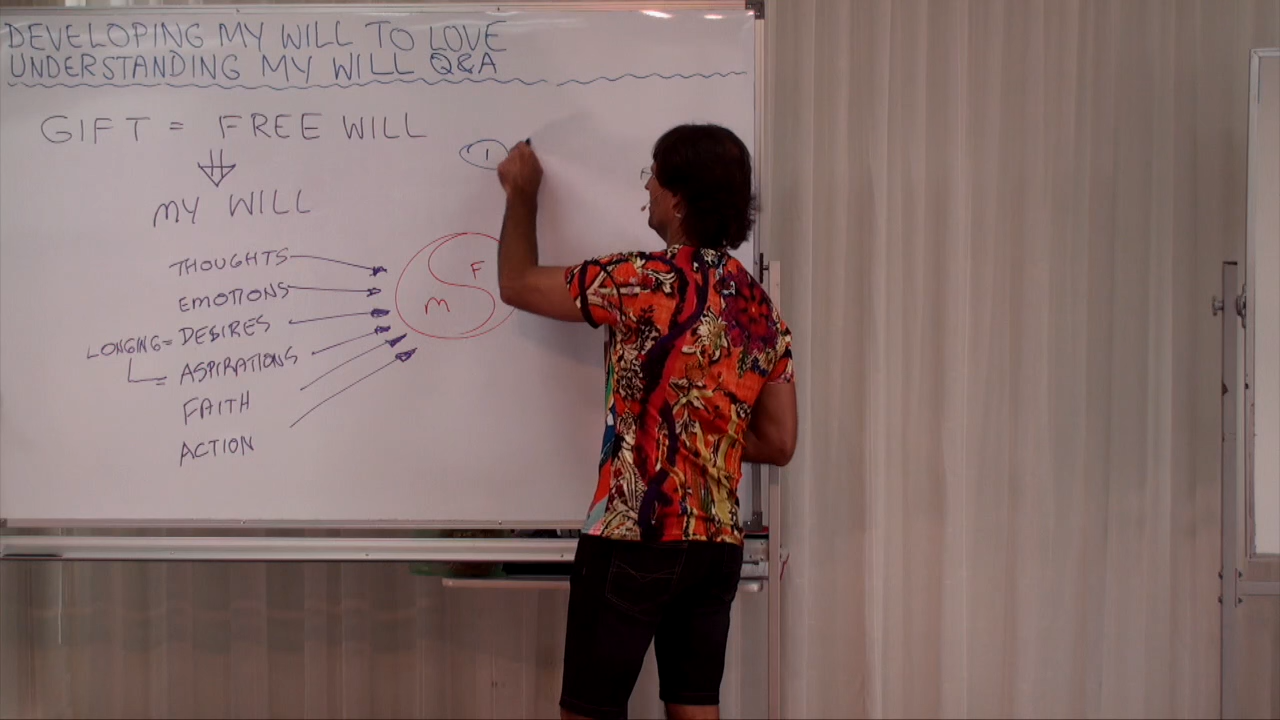 DEVELOPING MY WILL TO LOVE
UNDERSTANDING MY WILL Q&A
GIFT = FREE WILL
MY WILL
THOUGHTS
EMOTIONS
LONGING = DESIRES
= ASPIRATIONS
FAITH
ACTION
1
F
M